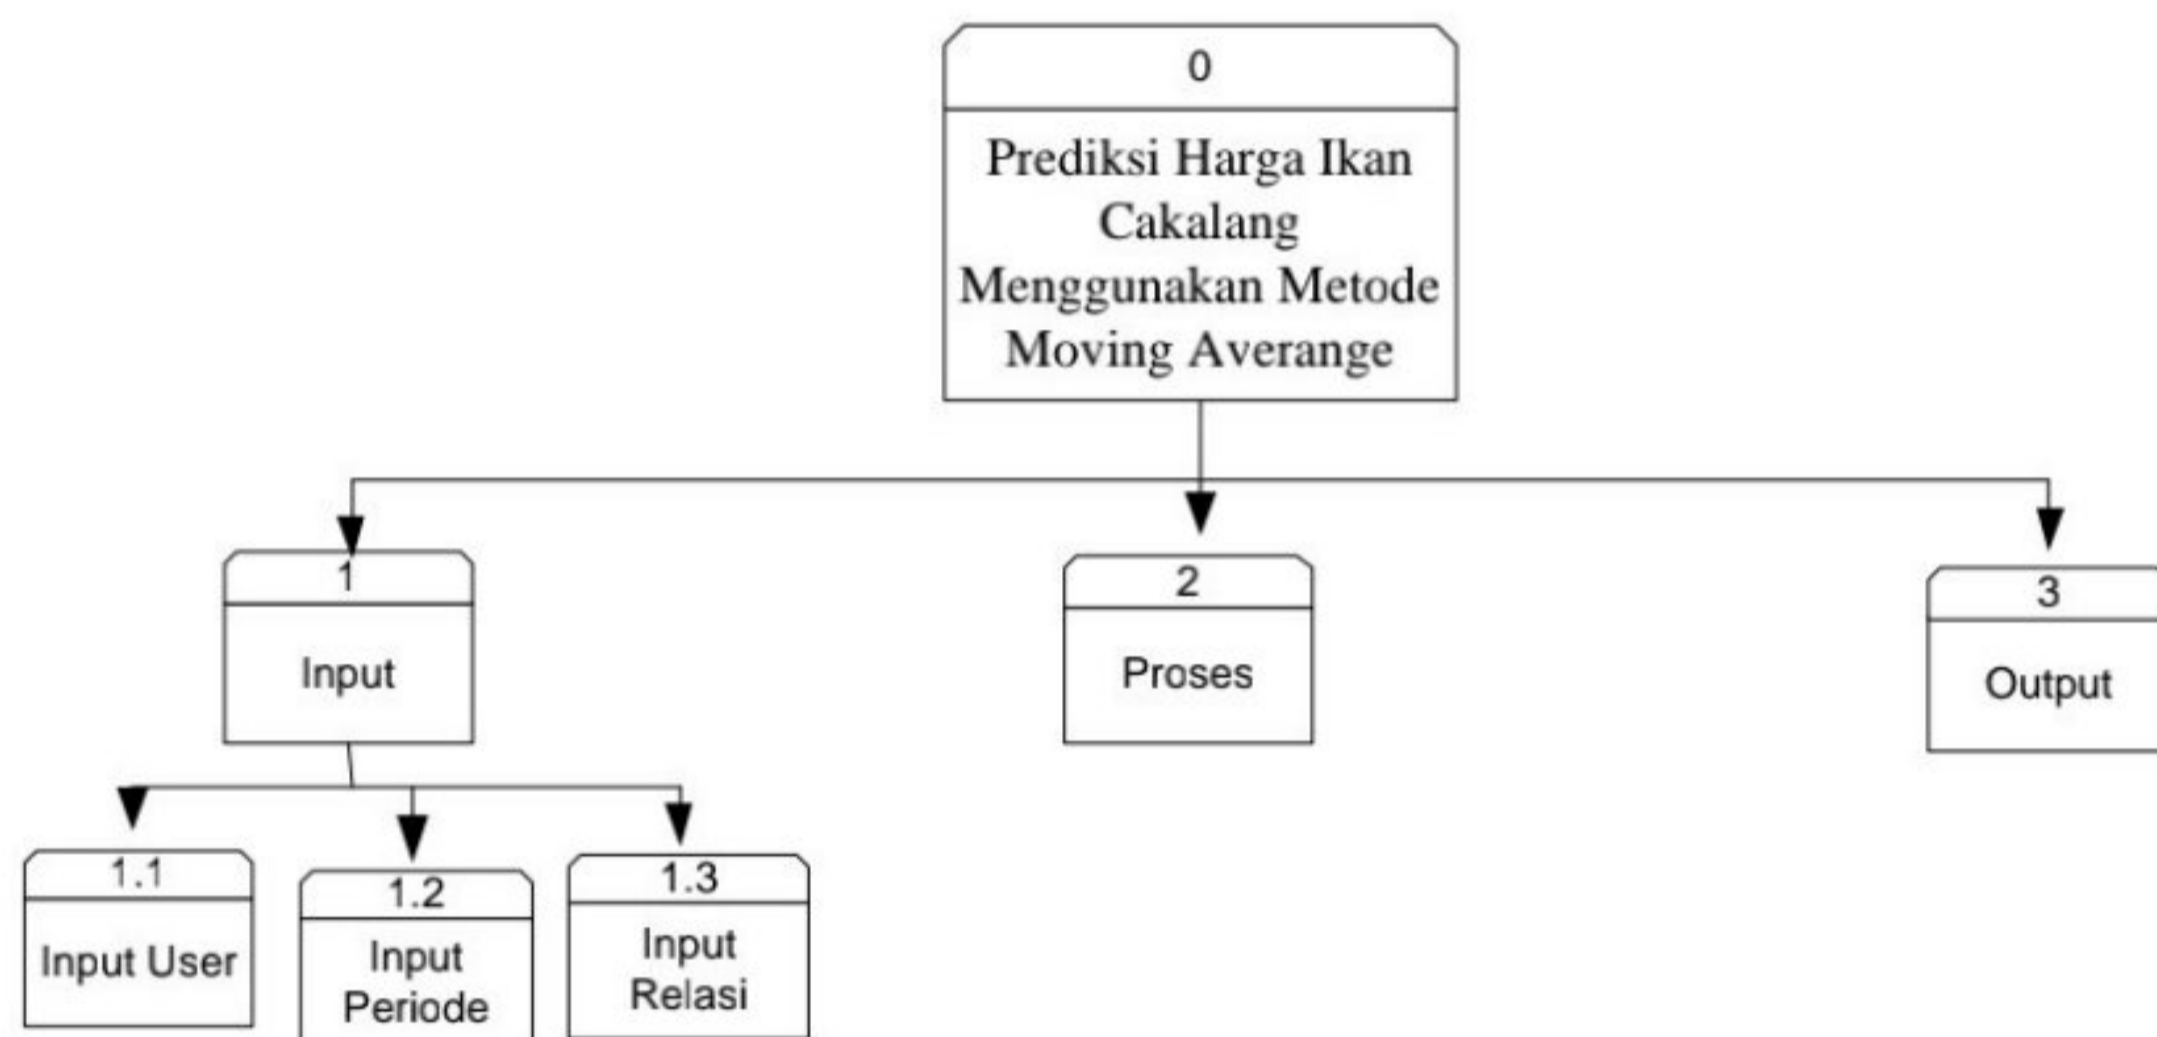 0
Prediksi Harga Ikan
Cakalang
Menggunakan Metode
Moving Averange
1
Input
2
Proses
3
Output
1.1
Input User
1.2
Input
Periode
1.3
Input
Relasi